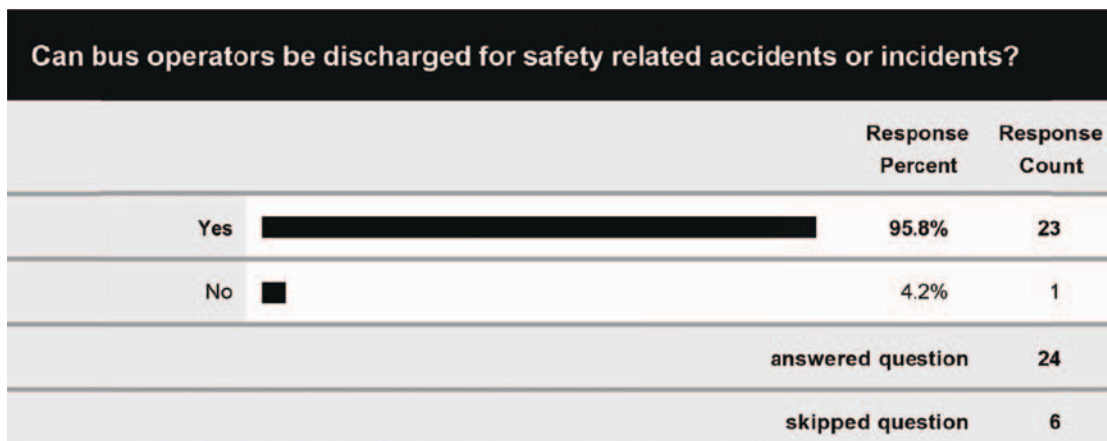 Can bus operators be discharged for safety related accidents or incidents?
Response Percent Response Count
Yes 95.8% 23
No 4.2% 1
answered question 24
skipped question 6